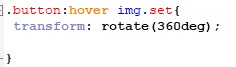 .button:hover img.set{
transform: rotate(360deg);
}